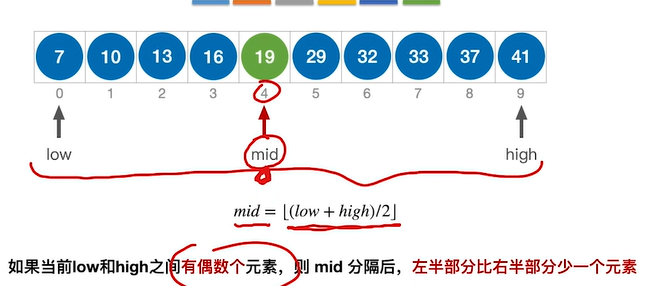 7 10 13 16 19 29 32 33 37 41
0 1 2 3 4 5 6 7 8 9
low mid high
mid = ⌊(low + high)/2⌋
如果当前low和high之间有偶数个元素，则 mid 分隔后，左半部分比右半部分少一个元素